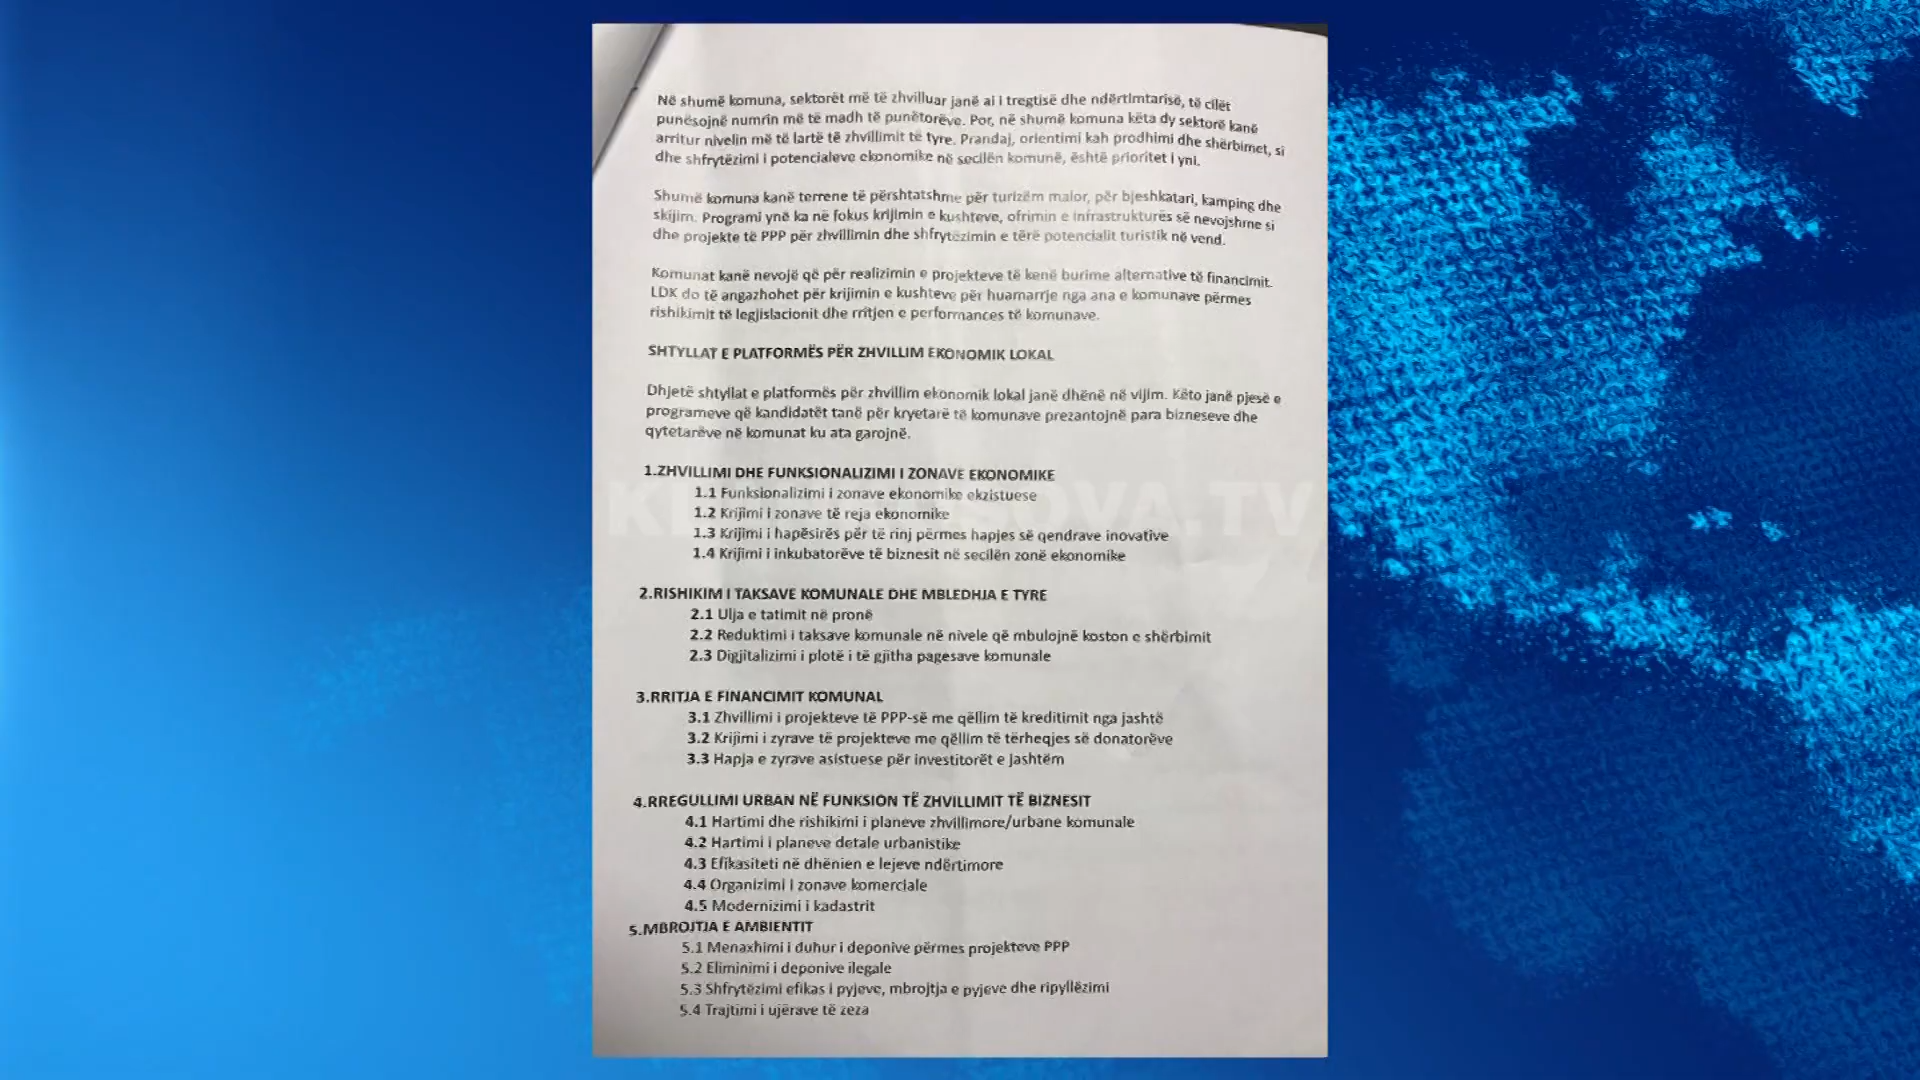 Në shumë komuna, sektorët më të zhvilluar janë ai i tregtisë dhe ndërtimtarisë, të cilët
punësojnë numrin më të madh të punëtorëve. Por, në shumë komuna këta dy sektorë kanë
arritur nivelin më të lartë të zhvillimit të tyre. Prandaj, orientimi kah prodhimi dhe shërbimet, si
dhe shfrytëzimi i potencialeve ekonomike në secilën komunë, është prioritet i yni.
Shumë komuna kanë terrene të përshtatshme për turizëm malor, për bjeshkatari, kamping dhe
skijim. Programi ynë ka në fokus krijimin e kushteve, ofrimin e infrastrukturës së nevojshme si
dhe projekte të PPP për zhvillimin dhe shfrytëzimin e tërë potencialit turistik në vend.
Komunat kanë nevojë që për realizimin e projekteve të kenë burime alternative të financimit.
LDK do të angazhohet për krijimin e kushteve për huamarrje nga ana e komunave përmes
rishikimit të legjislacionit dhe rritjen e performances të komunave.
SHTYLLAT E PLATFORMËS PËR ZHVILLIM EKONOMIK LOKAL
Dhjetë shtyllat e platformës për zhvillim ekonomik lokal janë dhënë në vijim. Këto janë pjesë e
programeve që kandidatët tanë për kryetarë të komunave prezantojnë para bizneseve dhe
qytetarëve në komunat ku ata garojnë.
1.ZHVILLIMI DHE FUNKSIONALIZIMI I ZONAVE EKONOMIKE
1.1 Funksionalizimi i zonave ekonomike ekzistuese
1.2 Krijimi i zonave të reja ekonomike
1.3 Krijimi i hapësirës për të rinj përmes hapjes së qendrave inovative
1.4 Krijimi i inkubatorëve të biznesit në secilën zonë ekonomike
2.RISHIKIM I TAKSAVE KOMUNALE DHE MBLEDHJA E TYRE
2.1 Ulja e tatimit në pronë
2.2 Reduktimi i taksave komunale në nivele që mbulojnë koston e shërbimit
2.3 Digjitalizimi i plotë i të gjitha pagesave komunale
3.RRITJA E FINANCIMIT KOMUNAL
3.1 Zhvillimi i projekteve të PPP-së me qëllim të kreditimit nga jashtë
3.2 Krijimi i zyrave të projekteve me qëllim të tërheqjes së donatorëve
3.3 Hapja e zyrave asistuese për investitorët e jashtëm
4.RREGULLIMI URBAN NË FUNKSION TË ZHVILLIMIT TË BIZNESIT
4.1 Hartimi dhe rishikimi i planeve zhvillimore/urbane komunale
4.2 Hartimi i planeve detale urbanistike
4.3 Efikasiteti në dhënien e lejeve ndërtimore
4.4 Organizimi i zonave komerciale
4.5 Modernizimi i kadastrit
5.MBROJTJA E AMBIENTIT
5.1 Menaxhimi i duhur i deponive përmes projekteve PPP
5.2 Eliminimi i deponive ilegale
5.3 Shfrytëzimi efikas i pyjeve, mbrojtja e pyjeve dhe ripyllëzimi
5.4 Trajtimi i ujërave të zeza